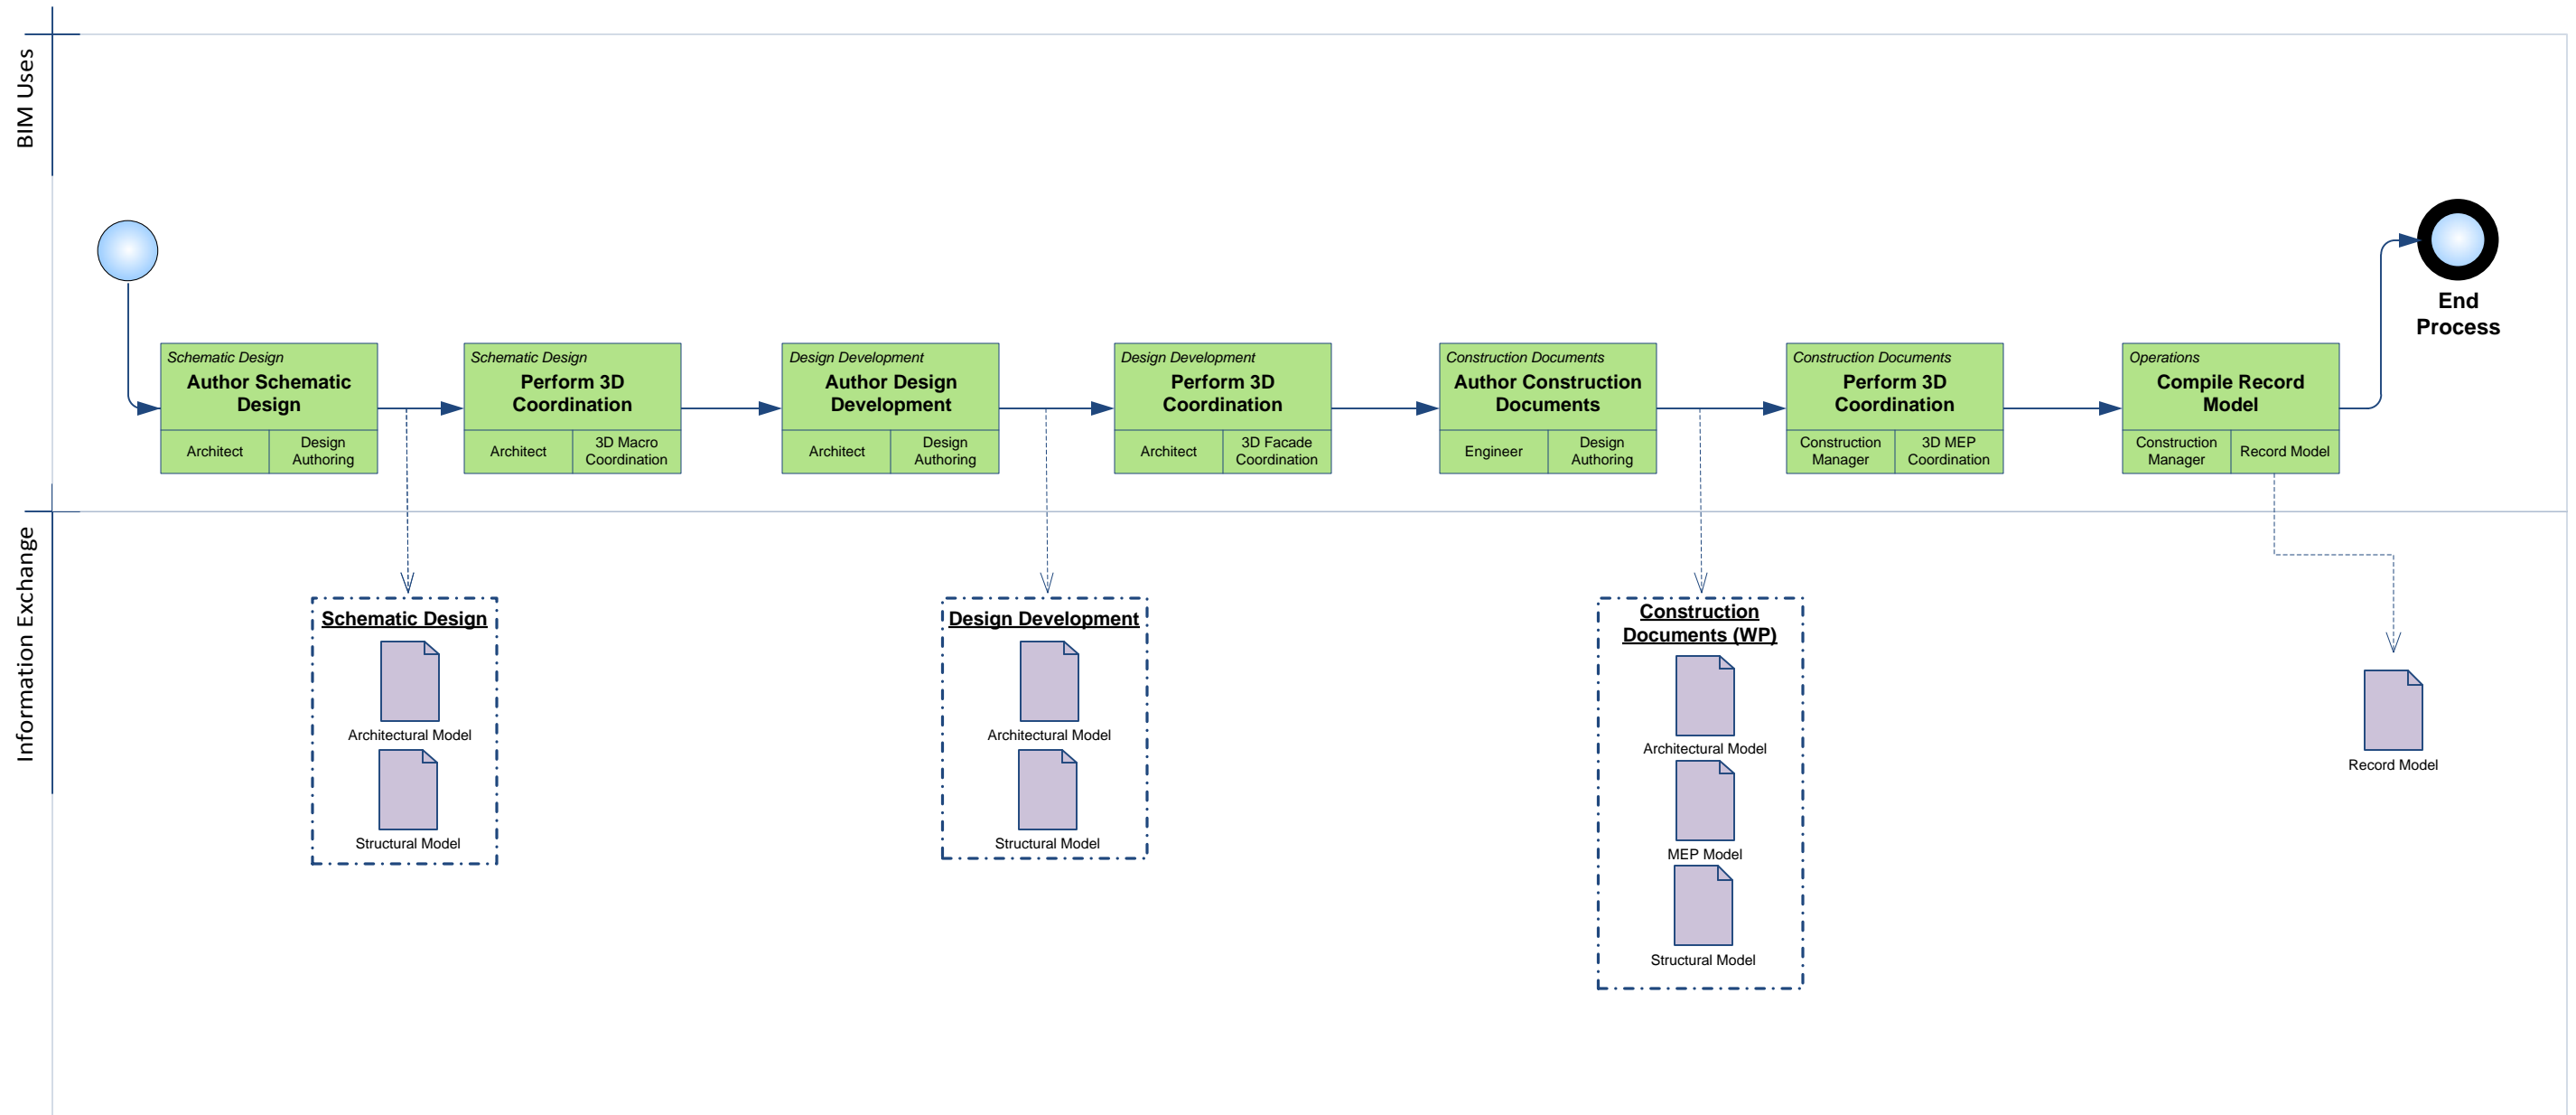 BIM Uses
End
Process
Schematic Design
Author Schematic
Design
Architect
Design
Authoring
Schematic Design
Perform 3D
Coordination
Architect
3D Macro
Coordination
Design Development
Author Design
Development
Architect
Design
Authoring
Design Development
Perform 3D
Coordination
Architect
3D Facade
Coordination
Construction Documents
Author Construction
Documents
Engineer
Design
Authoring
Construction Documents
Perform 3D
Coordination
Construction
Manager
3D MEP
Coordination
Operations
Compile Record
Model
Construction
Manager
Record Model
Information Exchange
Schematic Design
Architectural Model
Structural Model
Design Development
Architectural Model
Structural Model
Construction
Documents (WP)
Architectural Model
MEP Model
Structural Model
Record Model